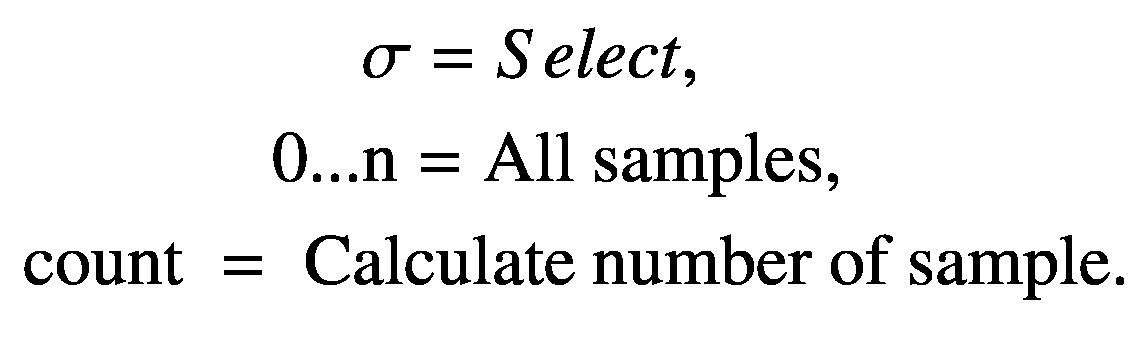 σ = Select,
0...n = All samples,
count = Calculate number of sample.